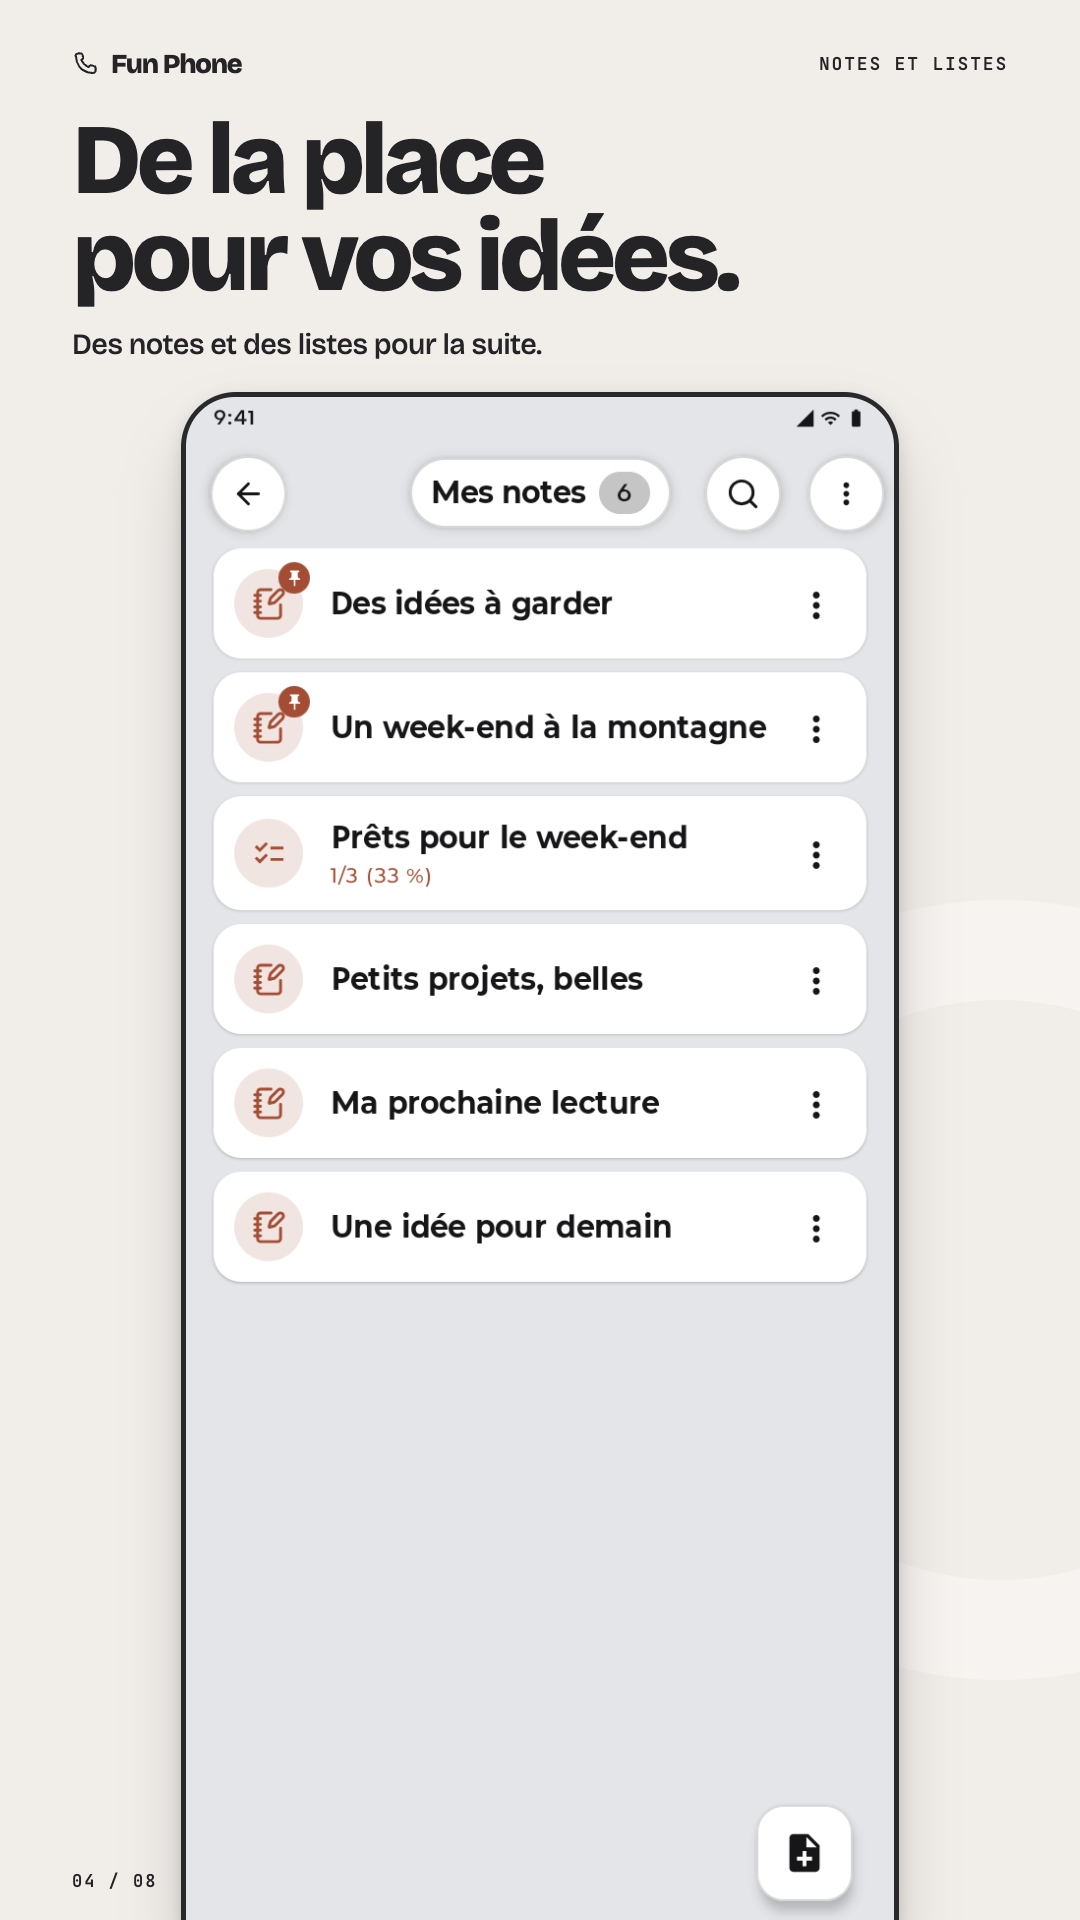 Fun Phone
NOTES ET LISTES
De la place
pour vos idées.
Des notes et des listes pour la suite.
9:41
Mes notes 6
Des idées à garder
Un week-end à la montagne
Prêts pour le week-end
1/3 (33 %)
Petits projets, belles
Ma prochaine lecture
Une idée pour demain
04 / 08